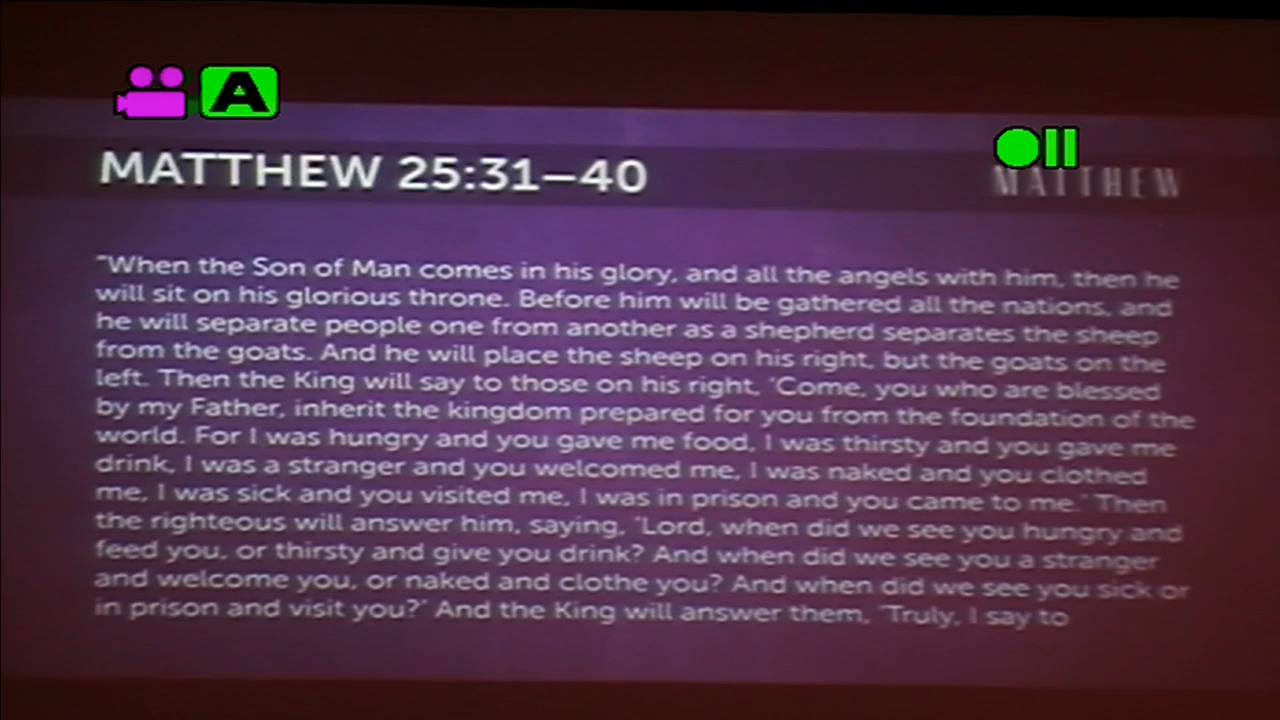 A
MATTHEW 25:31–40
MATTHEW
"When the Son of Man comes in his glory, and all the angels with him, then he
will sit on his glorious throne. Before him will be gathered all the nations, and
he will separate people one from another as a shepherd separates the sheep
from the goats. And he will place the sheep on his right, but the goats on the
left. Then the King will say to those on his right, 'Come, you who are blessed
by my Father, inherit the kingdom prepared for you from the foundation of the
world. For I was hungry and you gave me food, I was thirsty and you gave me
drink, I was a stranger and you welcomed me, I was naked and you clothed
me, I was sick and you visited me, I was in prison and you came to me.' Then
the righteous will answer him, saying, 'Lord, when did we see you hungry and
feed you, or thirsty and give you drink? And when did we see you a stranger
and welcome you, or naked and clothe you? And when did we see you sick or
in prison and visit you?' And the King will answer them, 'Truly, I say to